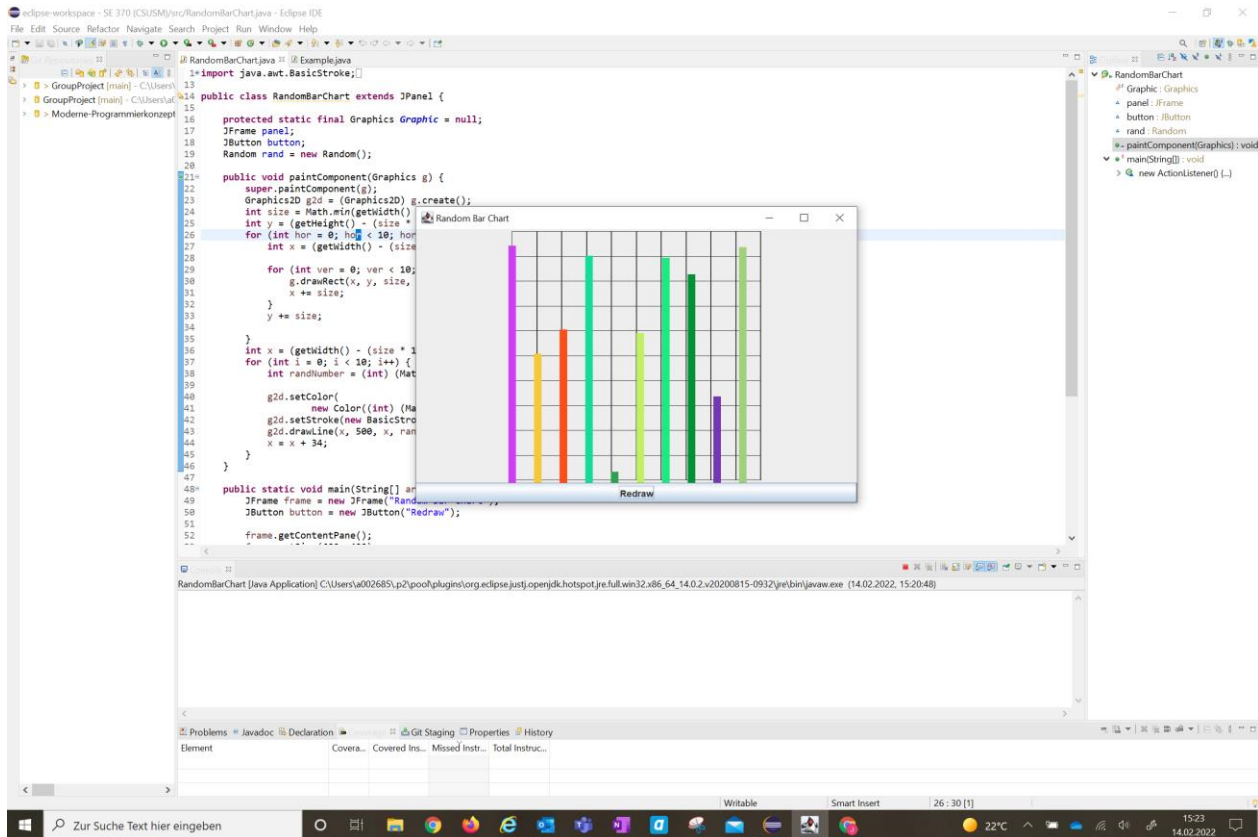 eclipse-workspace - SE 370 (CSUSM)/src/RandomBarChart.java - Eclipse IDE
File Edit Source Refactor Navigate Search Project Run Window Help
RandomBarChart.java Example.java
> GroupProject [main] - C:\Users\
> GroupProject [main] - C:\Users\a0
> Moderne-Programmierkonzept
1 import java.awt.BasicStroke;
13
14 public class RandomBarChart extends JPanel {
15
16 protected static final Graphics Graphic = null;
17 JFrame panel;
18 JButton button;
19 Random rand = new Random();
20
21 public void paintComponent(Graphics g) {
22 super.paintComponent(g);
23 Graphics2D g2d = (Graphics2D) g.create();
24 int size = Math.min(getWidth()
25 int y = (getHeight() - (size *
26 for (int hor = 0; hor < 10; hor
27 int x = (getWidth() - (size
28
29 for (int ver = 0; ver < 10;
30 g.drawRect(x, y, size,
31 x += size;
32 }
33 y += size;
34
35 }
36 int x = (getWidth() - (size * 1
37 for (int i = 0; i < 10; i++) {
38 int randNumber = (int) (Mat
39
40 g2d.setColor(
41 new Color((int) (Ma
42 g2d.setStroke(new BasicStro
43 g2d.drawLine(x, 500, x, ran
44 x = x + 34;
45 }
46 }
47
48 public static void main(String[] ar
49 JFrame frame = new JFrame("Rand
50 JButton button = new JButton("Redraw");
51
52 frame.getContentPane();
Random Bar Chart
Redraw
RandomBarChart
Graphic : Graphics
panel : JFrame
button : JButton
rand : Random
paintComponent(Graphics) : void
main(String[]) : void
new ActionListener() {...}
RandomBarChart [Java Application] C:\Users\a002685\.p2\pool\plugins\org.eclipse.justj.openjdk.hotspot.jre.full.win32.x86_64_14.0.2.v20200815-0932\jre\bin\javaw.exe (14.02.2022, 15:20:48)
Problems Javadoc Declaration Git Staging Properties History
Element Covera... Covered Ins... Missed Instr... Total Instruc...
Writable Smart Insert 26 : 30 [1]
Zur Suche Text hier eingeben
22°C
15:23
14.02.2022